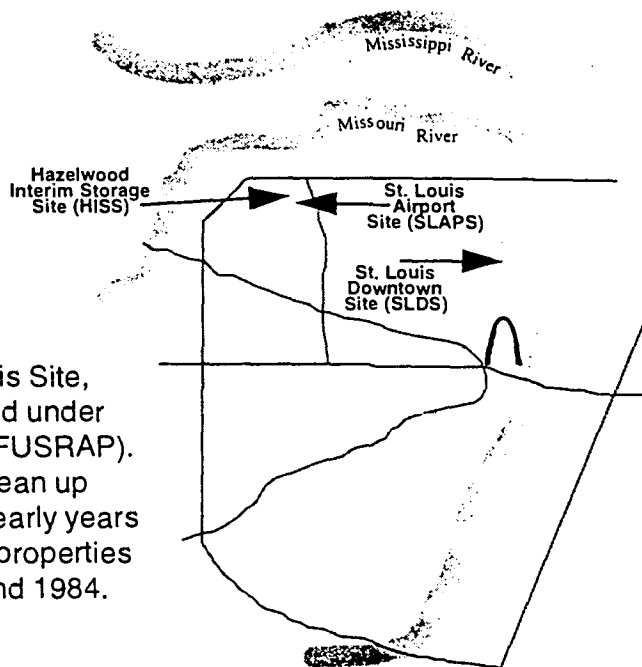 Mississippi River
Missouri River
Hazelwood
Interim Storage
Site (HISS)
St. Louis
Airport
Site (SLAPS)
St. Louis
Downtown
Site (SLDS)
is Site,
d under
FUSRAP).
ean up
early years
properties
nd 1984.